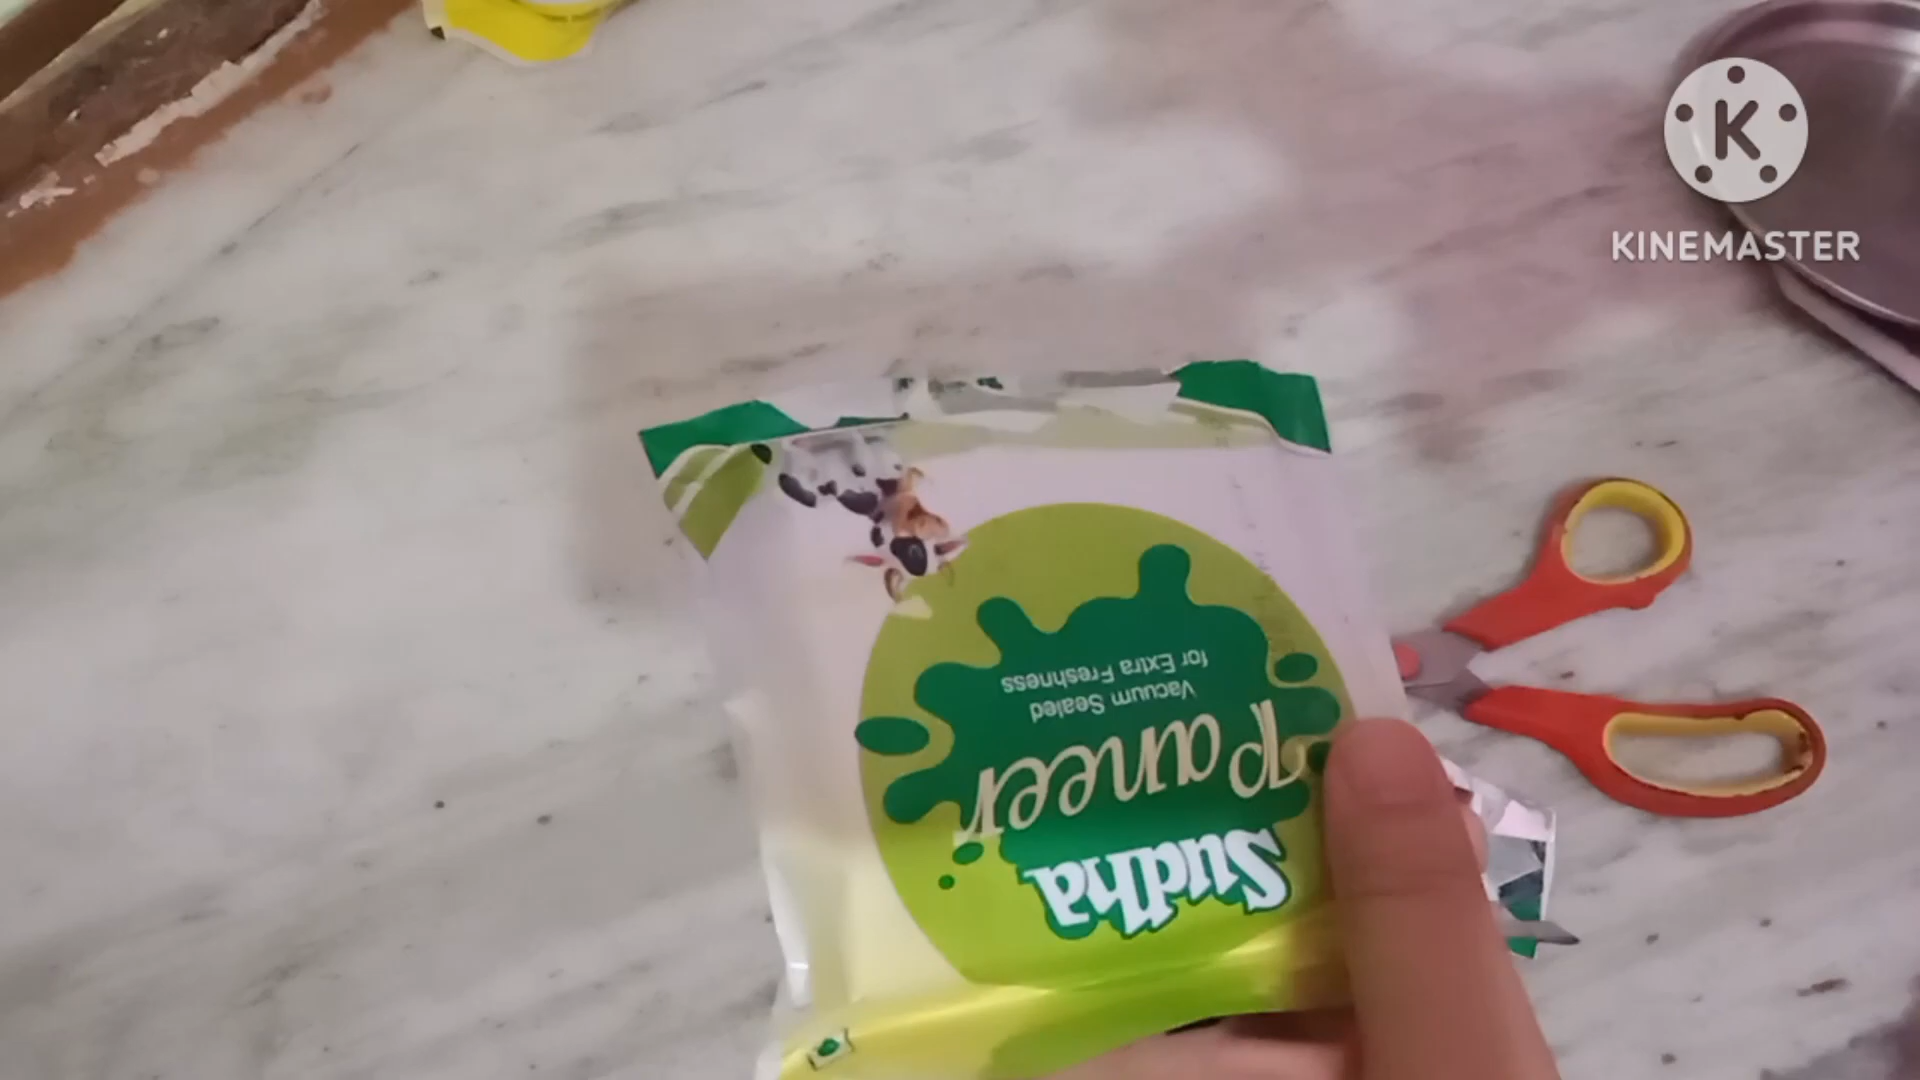 K
KINEMASTER
Sudha
Paneer
Vacuum Sealed
for Extra Freshness